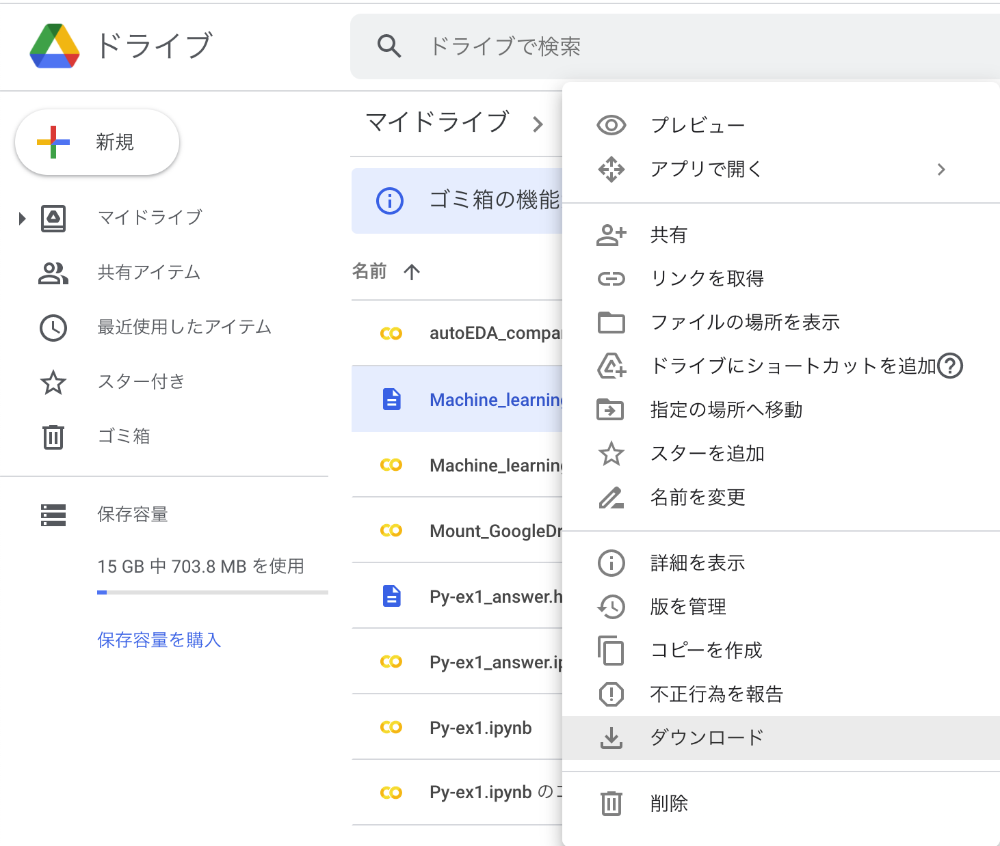 ドライブ
ドライブで検索
新規
マイドライブ
共有アイテム
最近使用したアイテム
スター付き
ゴミ箱
保存容量
15 GB 中 703.8 MB を使用
保存容量を購入
マイドライブ
ゴミ箱の機能
名前
autoEDA_compa
Machine_learning
Machine_learning
Mount_GoogleDr
Py-ex1_answer.h
Py-ex1_answer.ip
Py-ex1.ipynb
Py-ex1.ipynb のコ
プレビュー
アプリで開く
共有
リンクを取得
ファイルの場所を表示
ドライブにショートカットを追加
指定の場所へ移動
スターを追加
名前を変更
詳細を表示
版を管理
コピーを作成
不正行為を報告
ダウンロード
削除